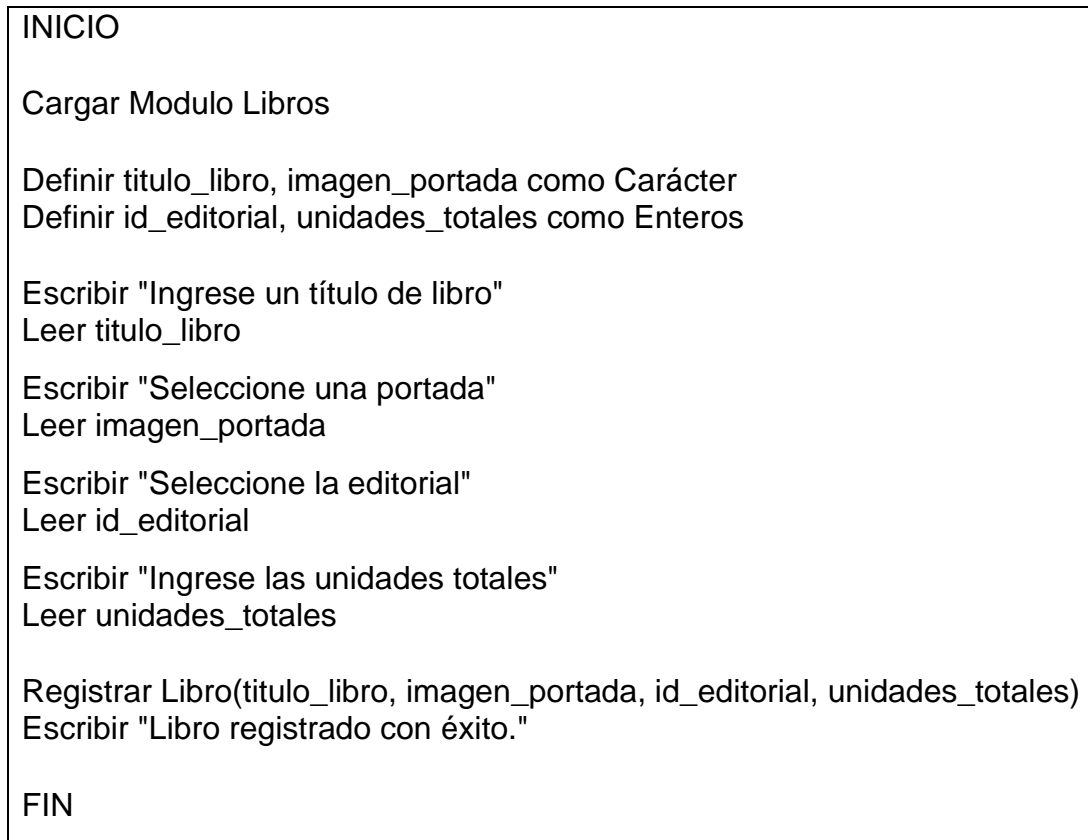 INICIO
Cargar Modulo Libros
Definir titulo_libro, imagen_portada como Carácter
Definir id_editorial, unidades_totales como Enteros
Escribir "Ingrese un título de libro"
Leer titulo_libro
Escribir "Seleccione una portada"
Leer imagen_portada
Escribir "Seleccione la editorial"
Leer id_editorial
Escribir "Ingrese las unidades totales"
Leer unidades_totales
Registrar Libro(titulo_libro, imagen_portada, id_editorial, unidades_totales)
Escribir "Libro registrado con éxito."
FIN